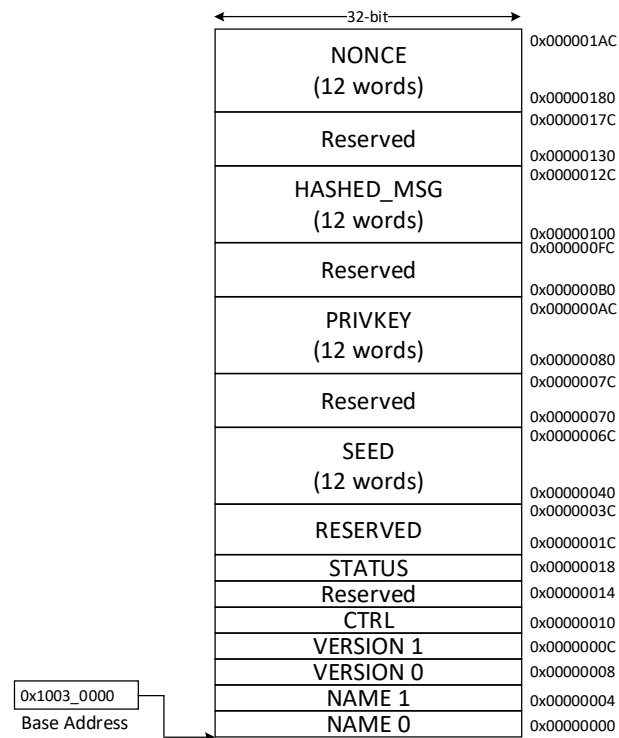 32-bit
0x000001AC
NONCE
(12 words)
0x00000180
0x0000017C
Reserved
0x00000130
0x0000012C
HASHED_MSG
(12 words)
0x00000100
0x000000FC
Reserved
0x000000B0
0x000000AC
PRIVKEY
(12 words)
0x00000080
0x0000007C
Reserved
0x00000070
0x0000006C
SEED
(12 words)
0x00000040
0x0000003C
RESERVED
0x0000001C
STATUS 0x00000018
Reserved 0x00000014
CTRL 0x00000010
VERSION 1 0x0000000C
VERSION 0 0x00000008
0x1003_0000 NAME 1 0x00000004
Base Address NAME 0 0x00000000